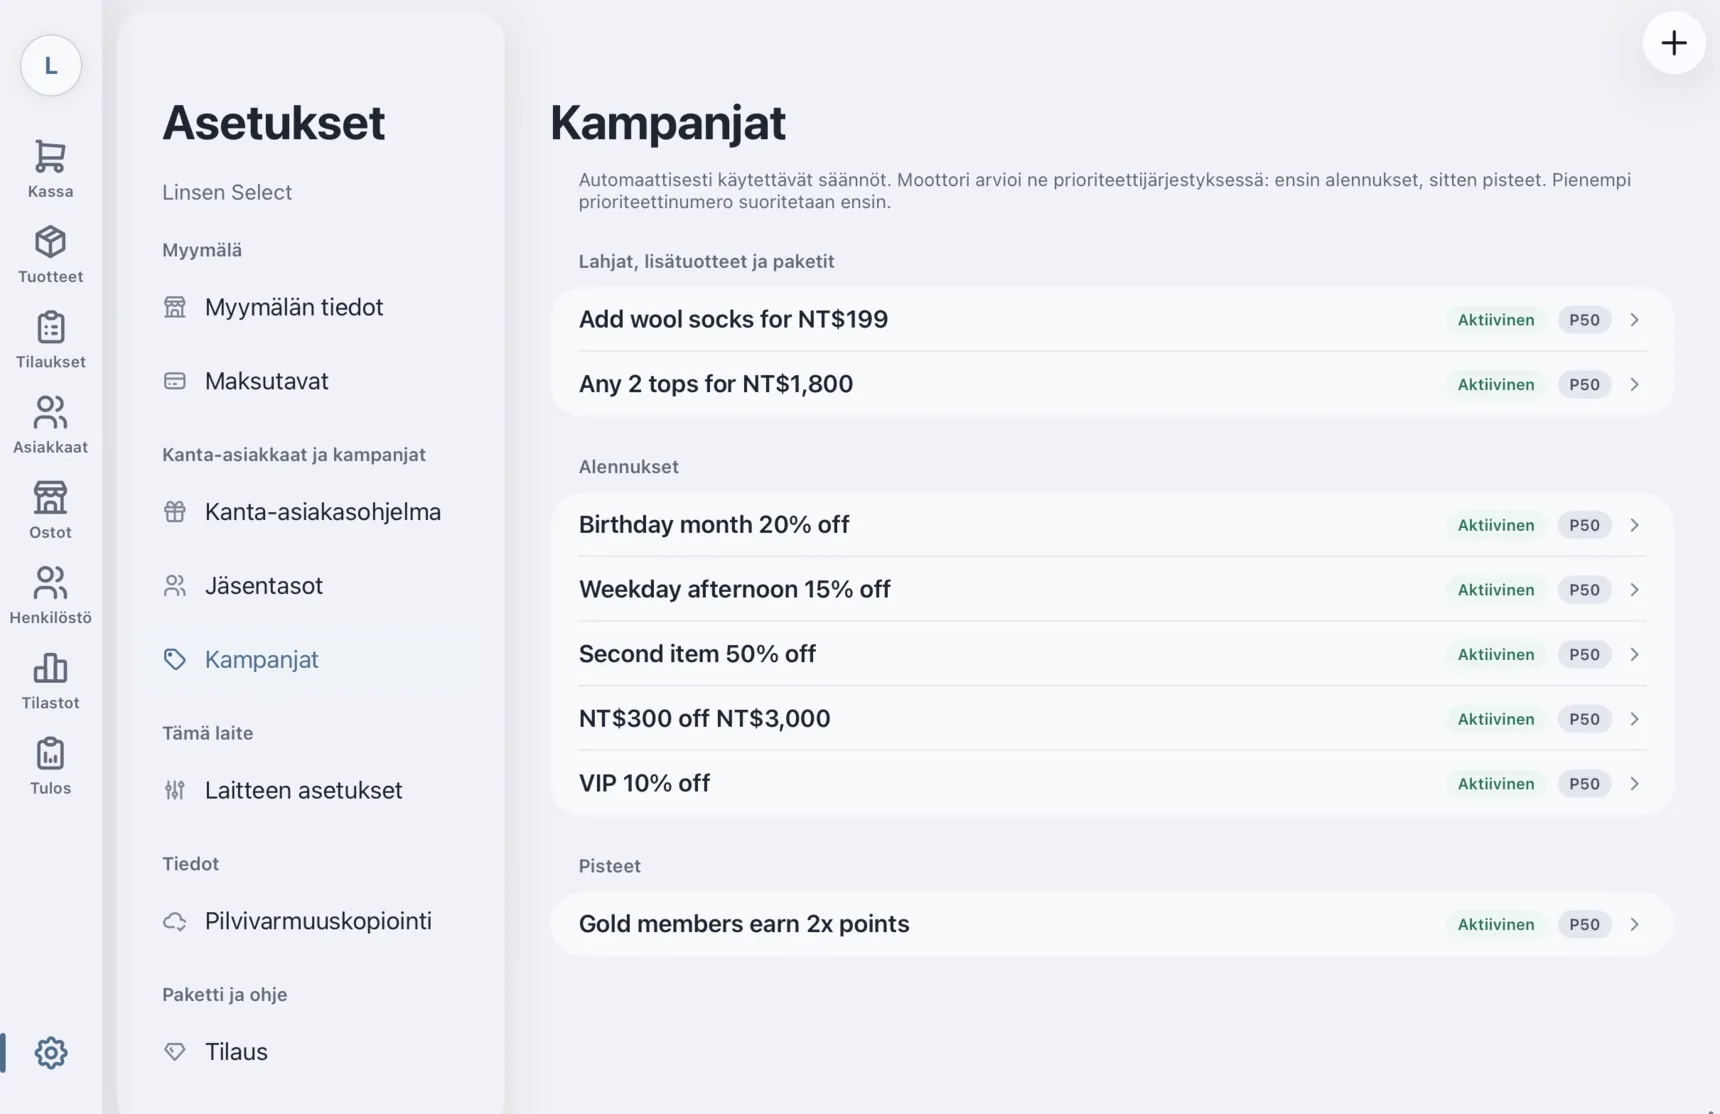 L
Kassa
Tuotteet
Tilaukset
Asiakkaat
Ostot
Henkilöstö
Tilastot
Tulos
Asetukset
Linsen Select
Myymälä
Myymälän tiedot
Maksutavat
Kanta-asiakkaat ja kampanjat
Kanta-asiakasohjelma
Jäsentasot
Kampanjat
Tämä laite
Laitteen asetukset
Tiedot
Pilvivarmuuskopiointi
Paketti ja ohje
Tilaus
Kampanjat
Automaattisesti käytettävät säännöt. Moottori arvioi ne prioriteettijärjestyksessä: ensin alennukset, sitten pisteet. Pienempi
prioriteettinumero suoritetaan ensin.
Lahjat, lisätuotteet ja paketit
Add wool socks for NT$199 Aktiivinen P50
Any 2 tops for NT$1,800 Aktiivinen P50
Alennukset
Birthday month 20% off Aktiivinen P50
Weekday afternoon 15% off Aktiivinen P50
Second item 50% off Aktiivinen P50
NT$300 off NT$3,000 Aktiivinen P50
VIP 10% off Aktiivinen P50
Pisteet
Gold members earn 2x points Aktiivinen P50